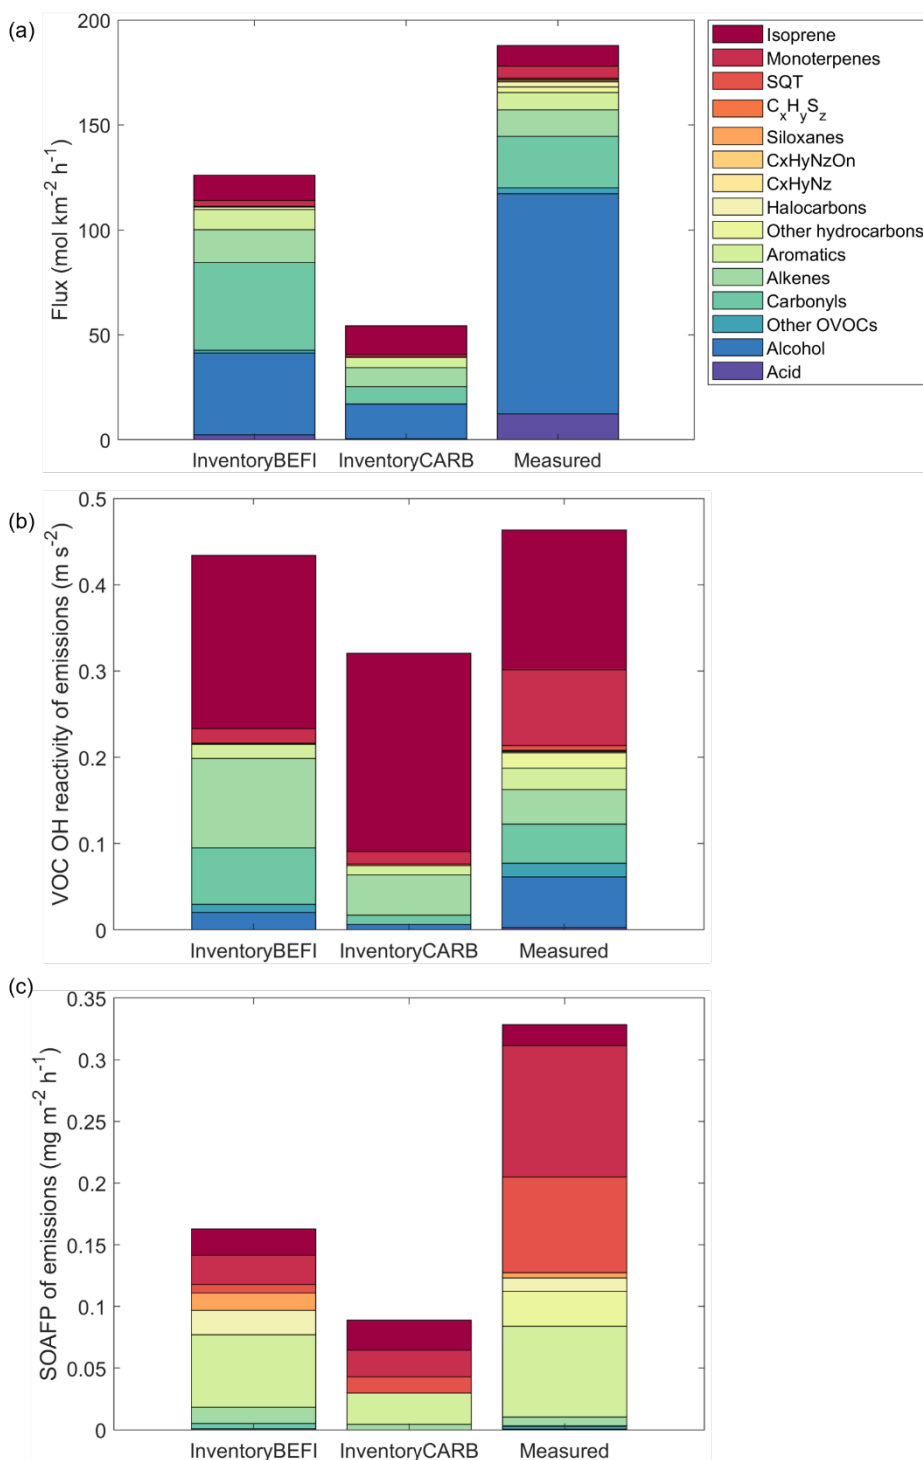 (a)
Flux (mol km⁻² h⁻¹)
200
150
100
50
0
InventoryBEFI InventoryCARB Measured
Isoprene
Monoterpenes
SQT
CₓHᵧS_z
Siloxanes
CxHyNzOn
CxHyNz
Halocarbons
Other hydrocarbons
Aromatics
Alkenes
Carbonyls
Other OVOCs
Alcohol
Acid
(b)
VOC OH reactivity of emissions (m s⁻²)
0.5
0.4
0.3
0.2
0.1
0
InventoryBEFI InventoryCARB Measured
(c)
SOAFP of emissions (mg m⁻² h⁻¹)
0.35
0.3
0.25
0.2
0.15
0.1
0.05
0
InventoryBEFI InventoryCARB Measured